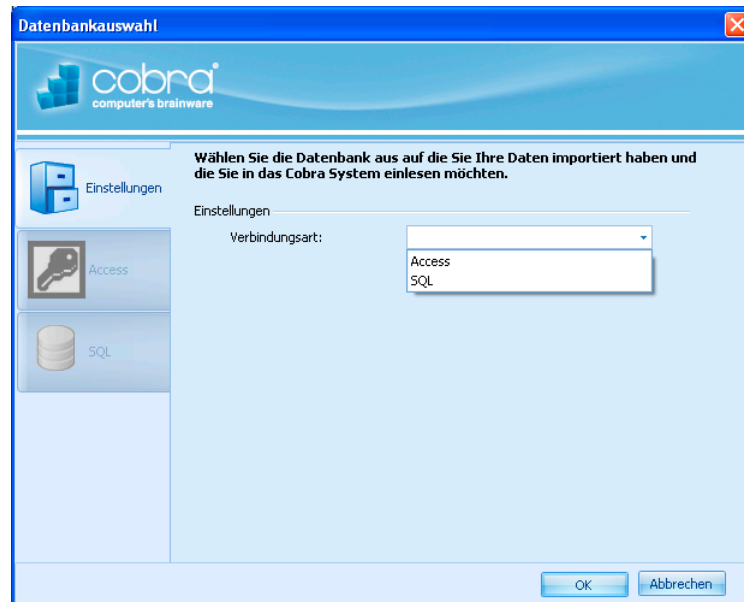 Datenbankauswahl
cobra
computer's brainware
Einstellungen
Access
SQL
Wählen Sie die Datenbank aus auf die Sie Ihre Daten importiert haben und
die Sie in das Cobra System einlesen möchten.
Einstellungen
Verbindungsart:
Access
SQL
OK
Abbrechen